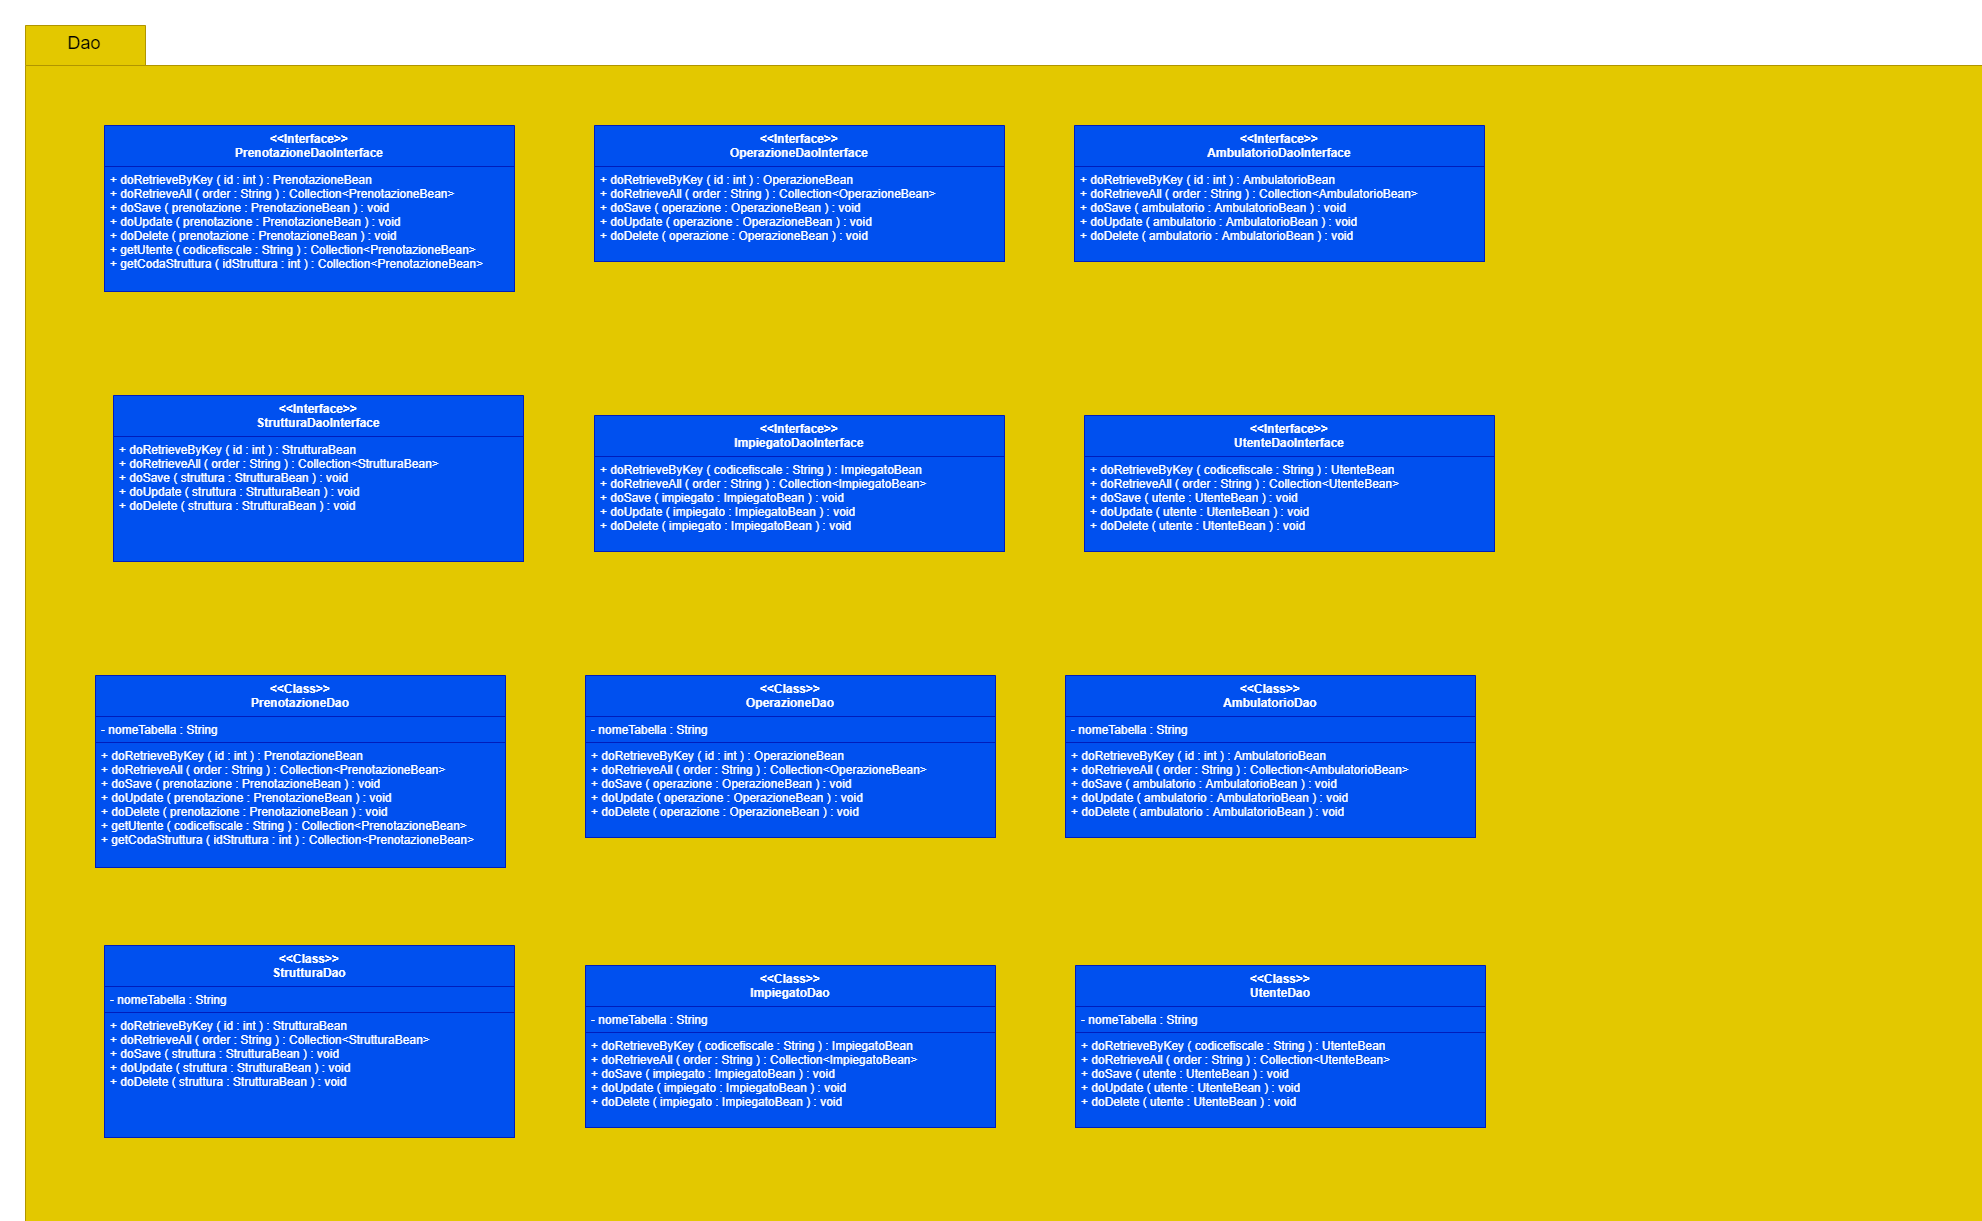 Dao
<<Interface>>
PrenotazioneDaoInterface
+ doRetrieveByKey ( id : int ) : PrenotazioneBean
+ doRetrieveAll ( order : String ) : Collection<PrenotazioneBean>
+ doSave ( prenotazione : PrenotazioneBean ) : void
+ doUpdate ( prenotazione : PrenotazioneBean ) : void
+ doDelete ( prenotazione : PrenotazioneBean ) : void
+ getUtente ( codicefiscale : String ) : Collection<PrenotazioneBean>
+ getCodaStruttura ( idStruttura : int ) : Collection<PrenotazioneBean>
<<Interface>>
OperazioneDaoInterface
+ doRetrieveByKey ( id : int ) : OperazioneBean
+ doRetrieveAll ( order : String ) : Collection<OperazioneBean>
+ doSave ( operazione : OperazioneBean ) : void
+ doUpdate ( operazione : OperazioneBean ) : void
+ doDelete ( operazione : OperazioneBean ) : void
<<Interface>>
AmbulatorioDaoInterface
+ doRetrieveByKey ( id : int ) : AmbulatorioBean
+ doRetrieveAll ( order : String ) : Collection<AmbulatorioBean>
+ doSave ( ambulatorio : AmbulatorioBean ) : void
+ doUpdate ( ambulatorio : AmbulatorioBean ) : void
+ doDelete ( ambulatorio : AmbulatorioBean ) : void
<<Interface>>
StrutturaDaoInterface
+ doRetrieveByKey ( id : int ) : StrutturaBean
+ doRetrieveAll ( order : String ) : Collection<StrutturaBean>
+ doSave ( struttura : StrutturaBean ) : void
+ doUpdate ( struttura : StrutturaBean ) : void
+ doDelete ( struttura : StrutturaBean ) : void
<<Interface>>
ImpiegatoDaoInterface
+ doRetrieveByKey ( codicefiscale : String ) : ImpiegatoBean
+ doRetrieveAll ( order : String ) : Collection<ImpiegatoBean>
+ doSave ( impiegato : ImpiegatoBean ) : void
+ doUpdate ( impiegato : ImpiegatoBean ) : void
+ doDelete ( impiegato : ImpiegatoBean ) : void
<<Interface>>
UtenteDaoInterface
+ doRetrieveByKey ( codicefiscale : String ) : UtenteBean
+ doRetrieveAll ( order : String ) : Collection<UtenteBean>
+ doSave ( utente : UtenteBean ) : void
+ doUpdate ( utente : UtenteBean ) : void
+ doDelete ( utente : UtenteBean ) : void
<<Class>>
PrenotazioneDao
- nomeTabella : String
+ doRetrieveByKey ( id : int ) : PrenotazioneBean
+ doRetrieveAll ( order : String ) : Collection<PrenotazioneBean>
+ doSave ( prenotazione : PrenotazioneBean ) : void
+ doUpdate ( prenotazione : PrenotazioneBean ) : void
+ doDelete ( prenotazione : PrenotazioneBean ) : void
+ getUtente ( codicefiscale : String ) : Collection<PrenotazioneBean>
+ getCodaStruttura ( idStruttura : int ) : Collection<PrenotazioneBean>
<<Class>>
OperazioneDao
- nomeTabella : String
+ doRetrieveByKey ( id : int ) : OperazioneBean
+ doRetrieveAll ( order : String ) : Collection<OperazioneBean>
+ doSave ( operazione : OperazioneBean ) : void
+ doUpdate ( operazione : OperazioneBean ) : void
+ doDelete ( operazione : OperazioneBean ) : void
<<Class>>
AmbulatorioDao
- nomeTabella : String
+ doRetrieveByKey ( id : int ) : AmbulatorioBean
+ doRetrieveAll ( order : String ) : Collection<AmbulatorioBean>
+ doSave ( ambulatorio : AmbulatorioBean ) : void
+ doUpdate ( ambulatorio : AmbulatorioBean ) : void
+ doDelete ( ambulatorio : AmbulatorioBean ) : void
<<Class>>
StrutturaDao
- nomeTabella : String
+ doRetrieveByKey ( id : int ) : StrutturaBean
+ doRetrieveAll ( order : String ) : Collection<StrutturaBean>
+ doSave ( struttura : StrutturaBean ) : void
+ doUpdate ( struttura : StrutturaBean ) : void
+ doDelete ( struttura : StrutturaBean ) : void
<<Class>>
ImpiegatoDao
- nomeTabella : String
+ doRetrieveByKey ( codicefiscale : String ) : ImpiegatoBean
+ doRetrieveAll ( order : String ) : Collection<ImpiegatoBean>
+ doSave ( impiegato : ImpiegatoBean ) : void
+ doUpdate ( impiegato : ImpiegatoBean ) : void
+ doDelete ( impiegato : ImpiegatoBean ) : void
<<Class>>
UtenteDao
- nomeTabella : String
+ doRetrieveByKey ( codicefiscale : String ) : UtenteBean
+ doRetrieveAll ( order : String ) : Collection<UtenteBean>
+ doSave ( utente : UtenteBean ) : void
+ doUpdate ( utente : UtenteBean ) : void
+ doDelete ( utente : UtenteBean ) : void